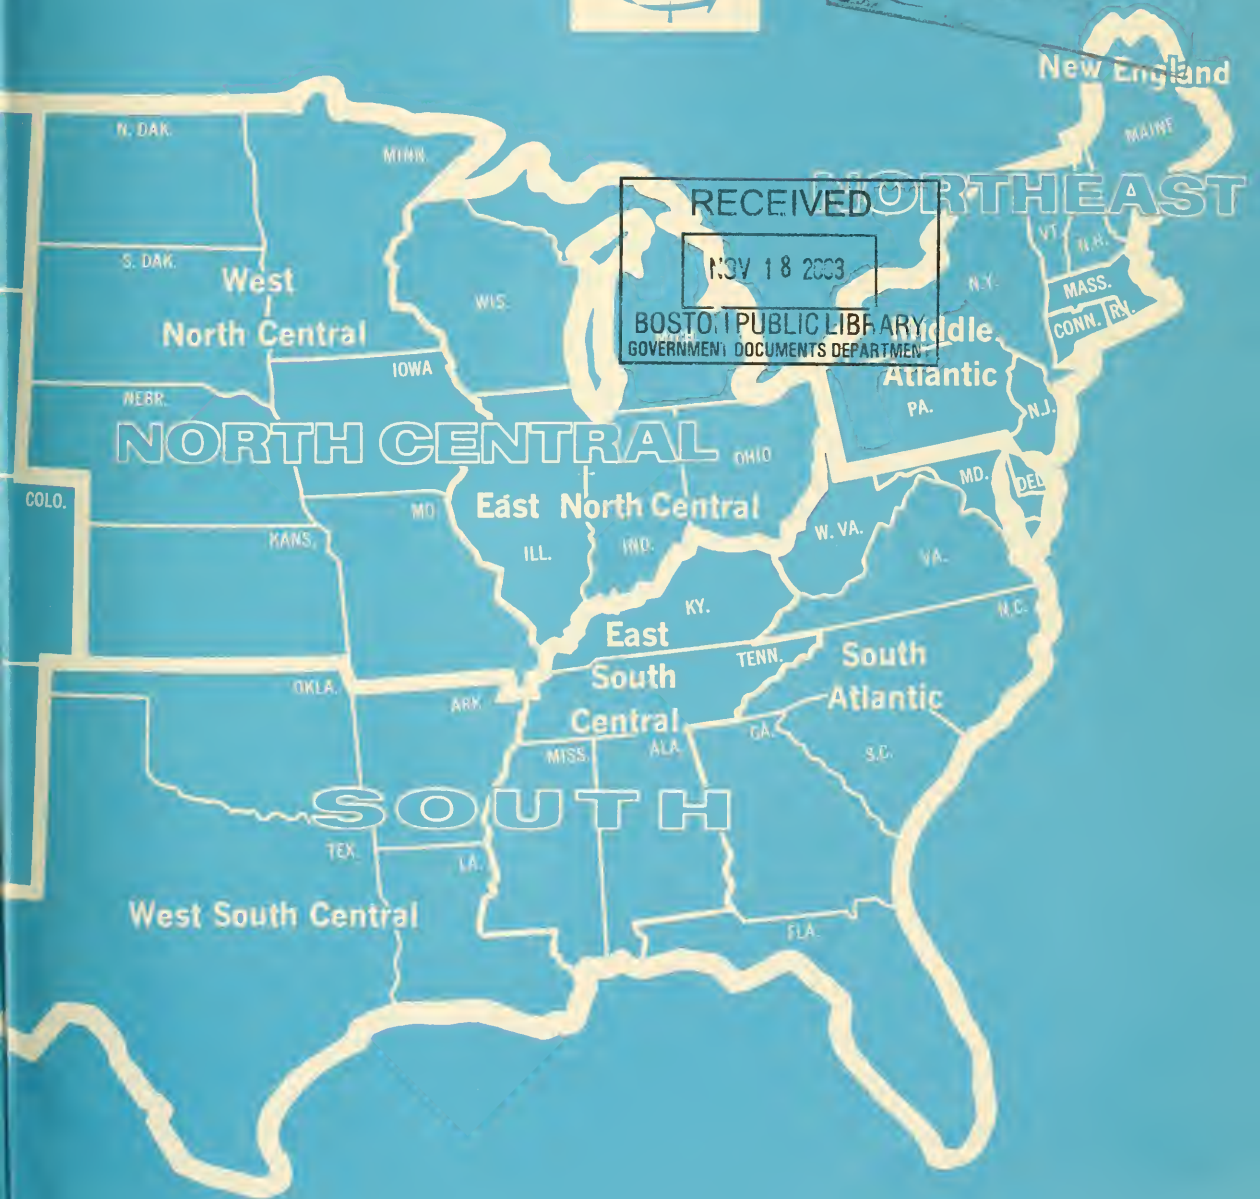 New England
MAINE
N. DAK.
MINN.
RECEIVED
NORTHEAST
VT.
N.H.
S. DAK.
West
North Central
WIS.
NOV 18 2003
N.Y.
MASS.
CONN.
R.I.
BOSTON PUBLIC LIBRARY
GOVERNMENT DOCUMENTS DEPARTMENT
Middle
Atlantic
IOWA
PA.
N.J.
NEBR.
NORTH CENTRAL
OHIO
MD.
DEL.
COLO.
MO.
East North Central
KANS.
ILL.
IND.
W. VA.
VA.
KY.
N.C.
East
South
Central
TENN.
South
Atlantic
OKLA.
ARK.
MISS.
ALA.
GA.
S.C.
SOUTH
TEX.
LA.
West South Central
FLA.